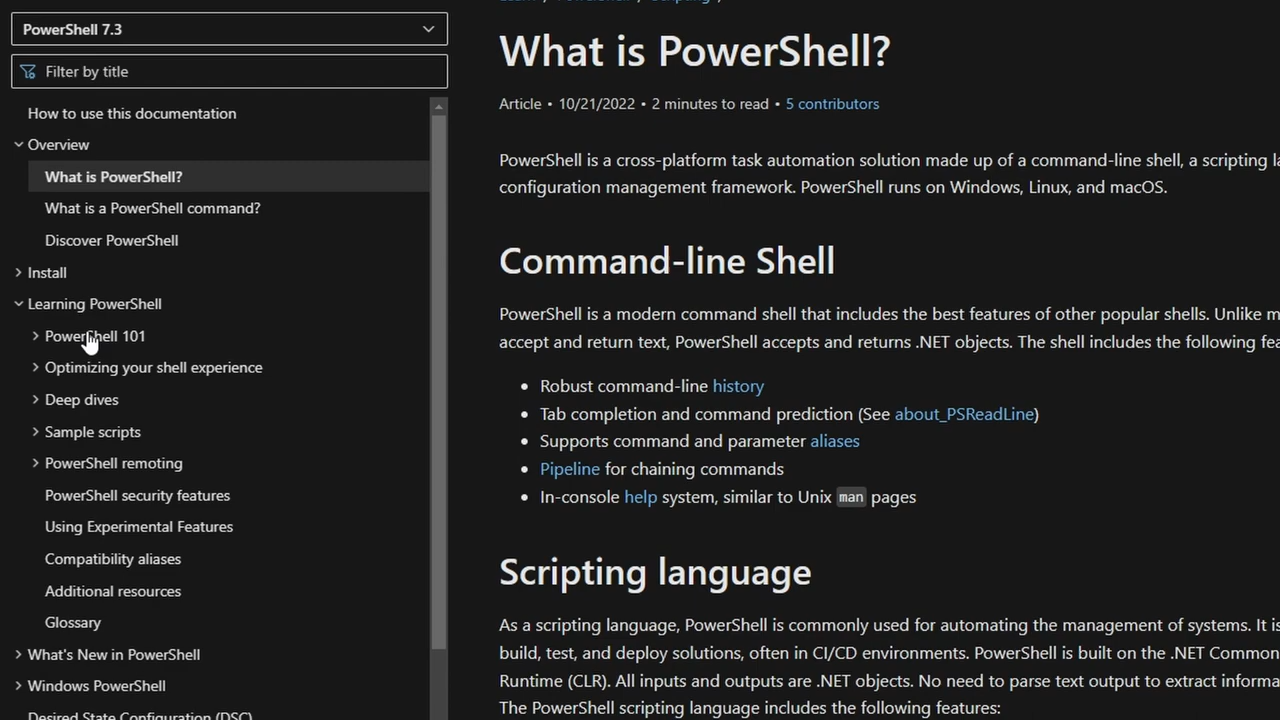 PowerShell 7.3
Filter by title
How to use this documentation
Overview
What is PowerShell?
What is a PowerShell command?
Discover PowerShell
Install
Learning PowerShell
PowerShell 101
Optimizing your shell experience
Deep dives
Sample scripts
PowerShell remoting
PowerShell security features
Using Experimental Features
Compatibility aliases
Additional resources
Glossary
What's New in PowerShell
Windows PowerShell
Desired State Configuration (DSC)
What is PowerShell?
Article • 10/21/2022 • 2 minutes to read • 5 contributors
PowerShell is a cross-platform task automation solution made up of a command-line shell, a scripting
configuration management framework. PowerShell runs on Windows, Linux, and macOS.
Command-line Shell
PowerShell is a modern command shell that includes the best features of other popular shells. Unlike
accept and return text, PowerShell accepts and returns .NET objects. The shell includes the following
• Robust command-line history
• Tab completion and command prediction (See about_PSReadLine)
• Supports command and parameter aliases
• Pipeline for chaining commands
• In-console help system, similar to Unix man pages
Scripting language
As a scripting language, PowerShell is commonly used for automating the management of systems. It is
build, test, and deploy solutions, often in CI/CD environments. PowerShell is built on the .NET Common
Runtime (CLR). All inputs and outputs are .NET objects. No need to parse text output to extract
The PowerShell scripting language includes the following features: